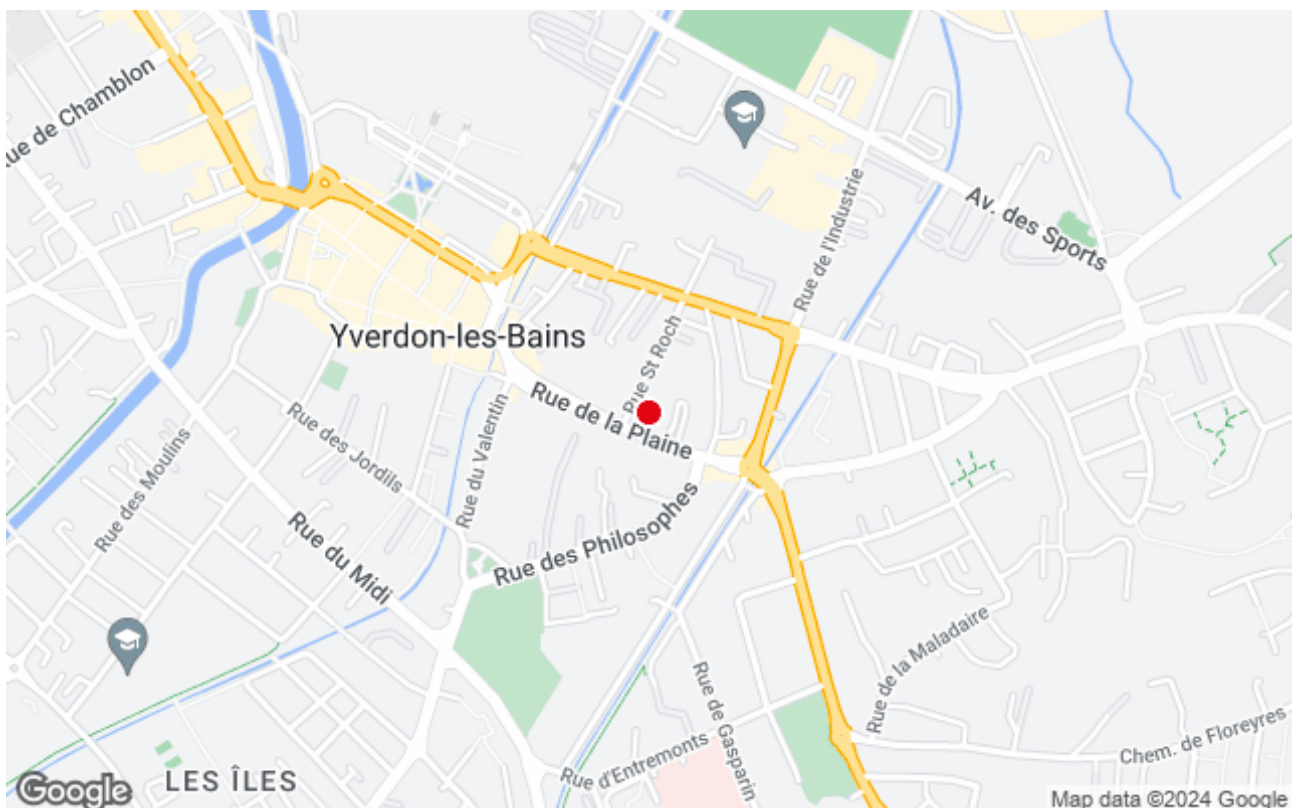 ue de Chamblon
Av. des Sports
Rue de l'Industrie
Yverdon-les-Bains
Rue St Roch
Rue de la Plaine
Rue du Valentin
Rue des Jordils
Rue des Moulins
Rue du Midi
Rue des Philosophes
Rue de la Maladaire
Rue de Gasparin
Rue d'Entremonts
Chem. de Floreyres
LES ÎLES
Google
Map data ©2024 Google